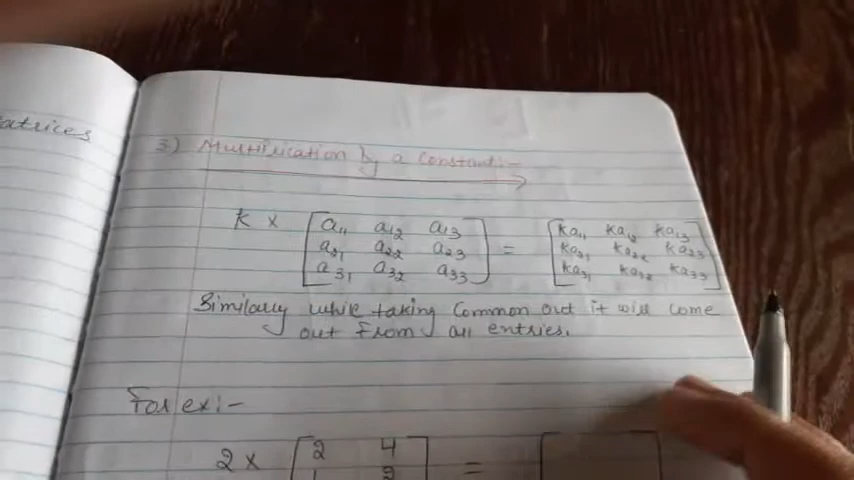 atrices
3) Multiplication by a constant:-
k × [a11 a12 a13 = [ka11 ka12 ka13
a21 a22 a23 ka21 ka22 ka23
a31 a32 a33] ka31 ka32 ka33]
Similarly while taking common out it will come
out from all entries.
For ex:-
2 × [2 4 = [
1